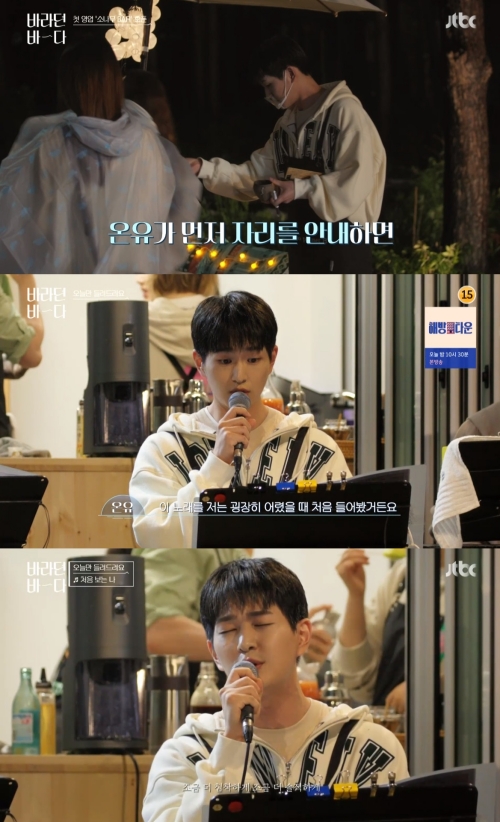 바라던
바다
첫 영업
jtbc
온유가 먼저 자리를 안내하면
바라던
바다
오늘만 들려드려요
15
해방타운
오늘 밤 10시 30분
본방송
온유
이 노래를 저는 굉장히 어렸을 때 처음 들어봤거든요
바라던
바다
오늘만 들려드려요
♬ 처음 보는 나
jtbc